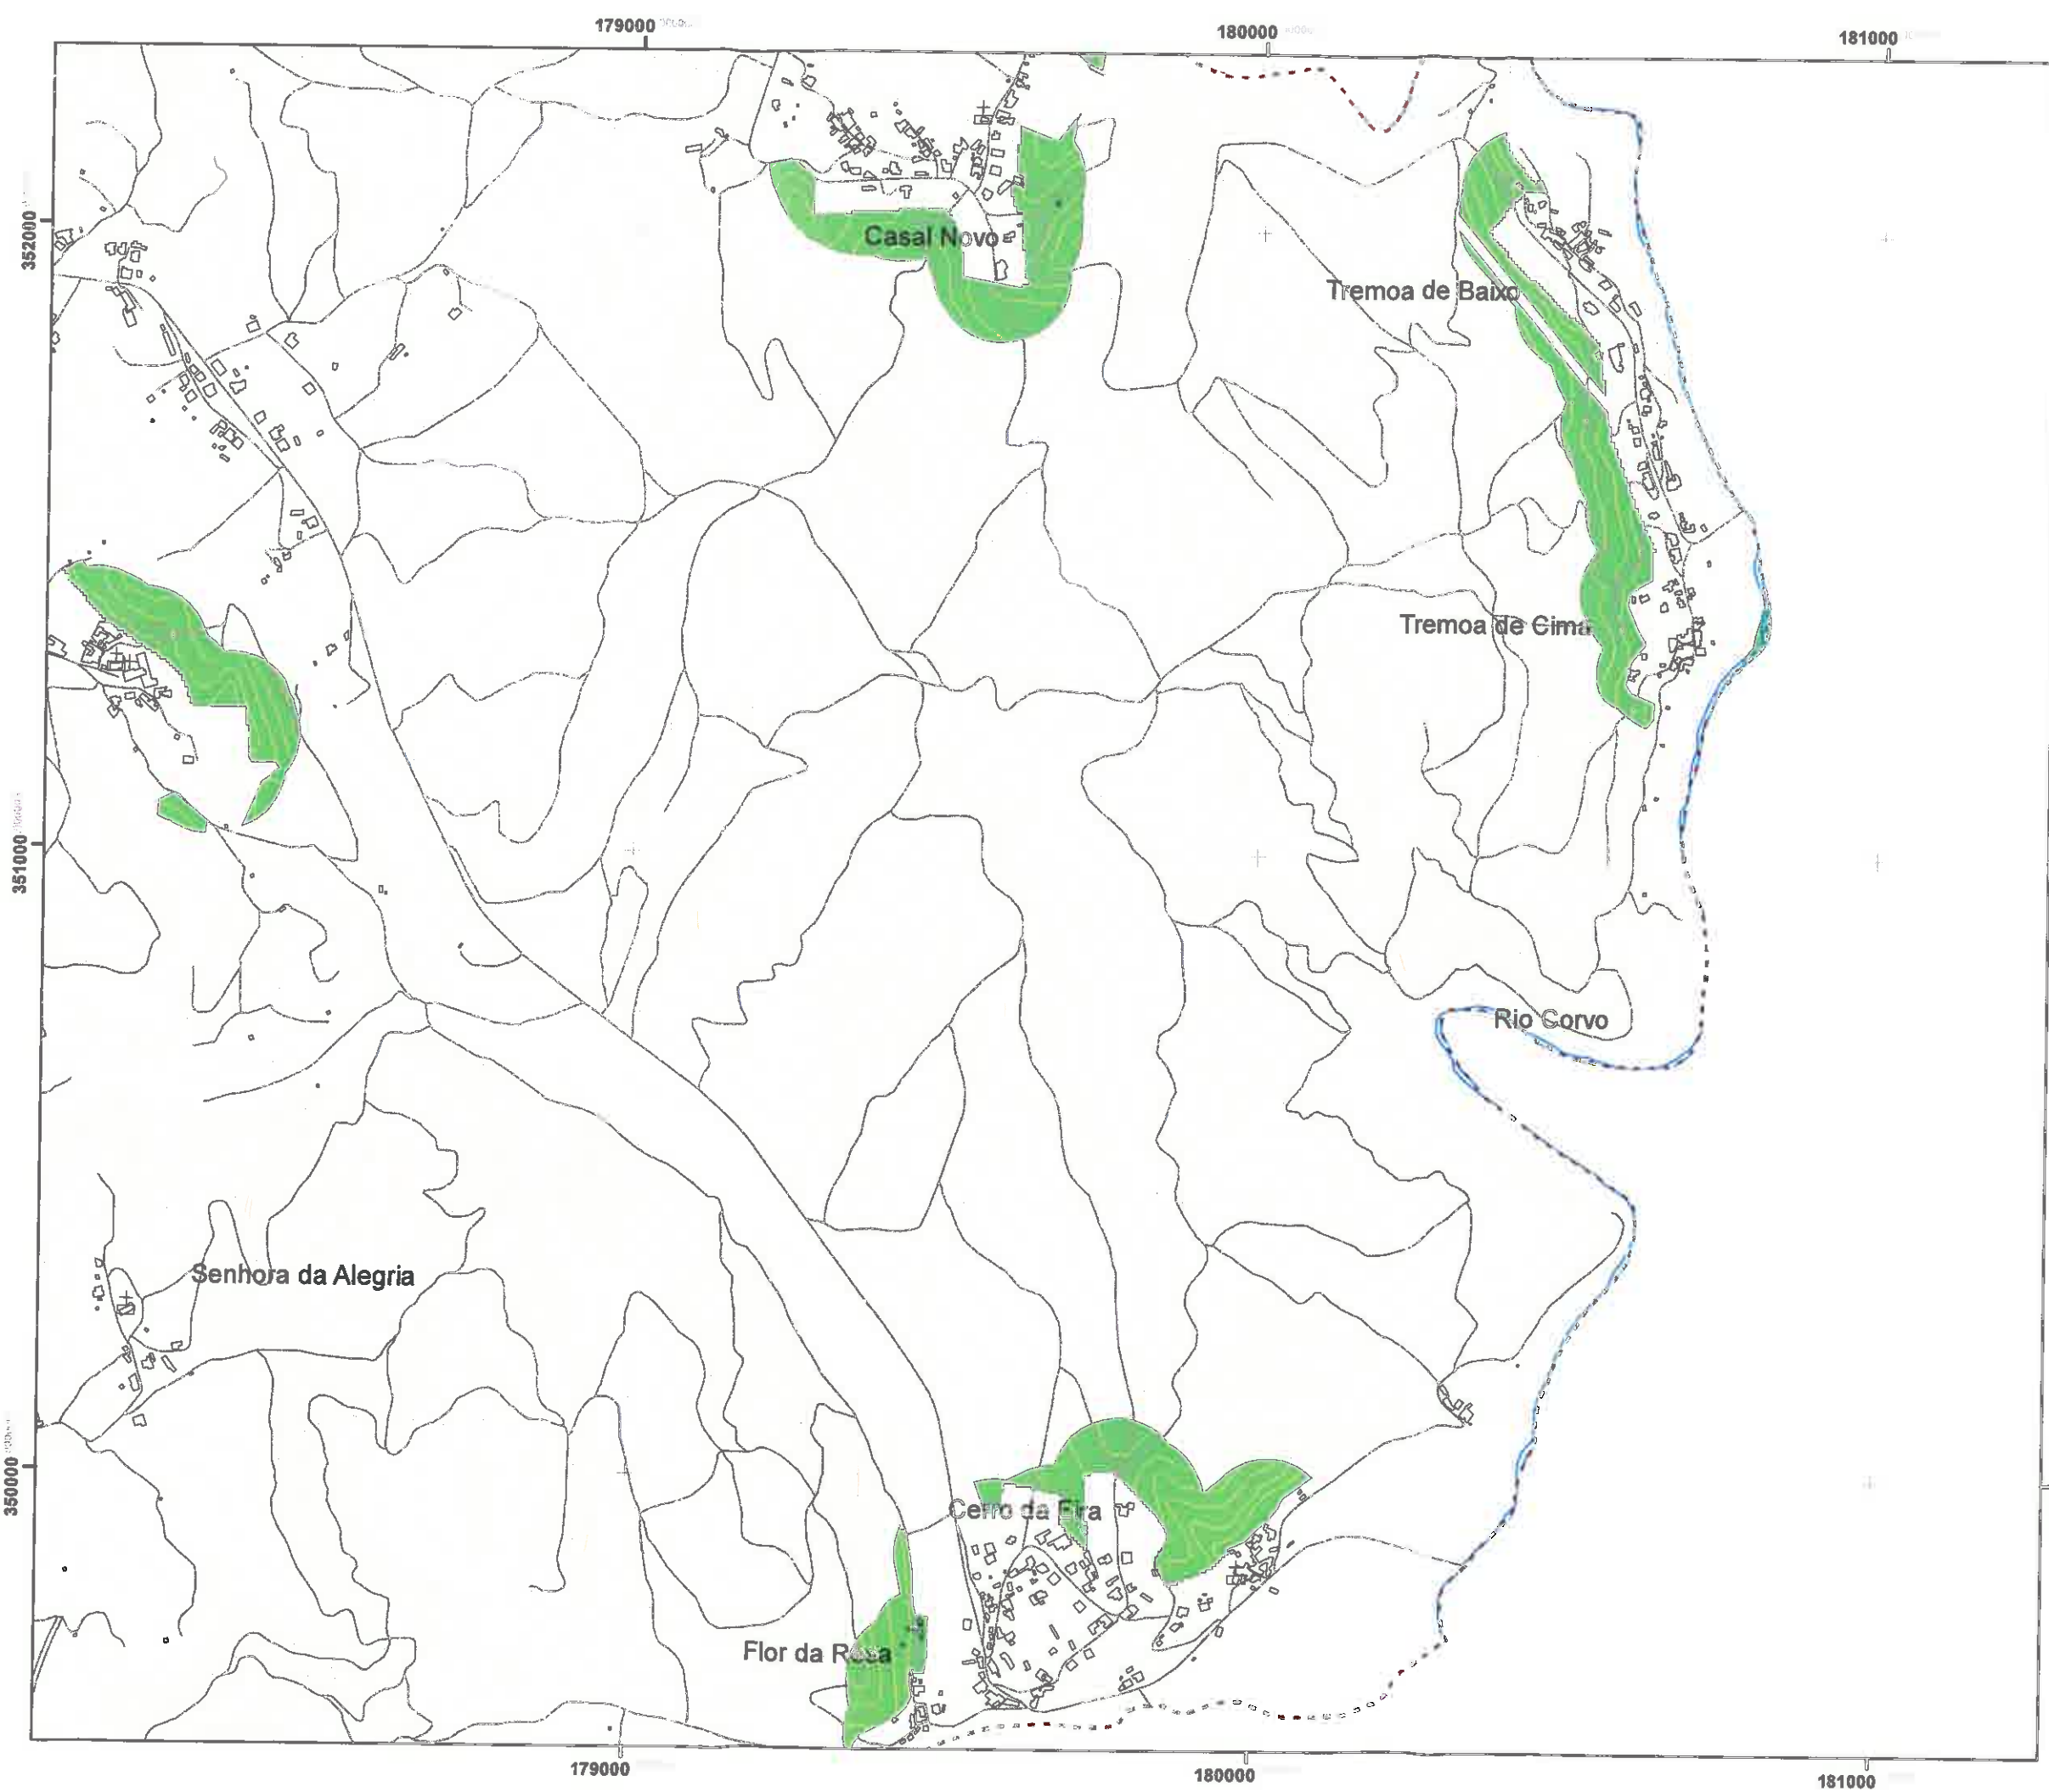 179000
180000
181000
352000
Casal Novo
Tremoa de Baixo
Tremoa de Cima
351000
Rio Corvo
Senhora da Alegria
350000
Cerro da Eira
Flor da Rosa
179000
180000
181000